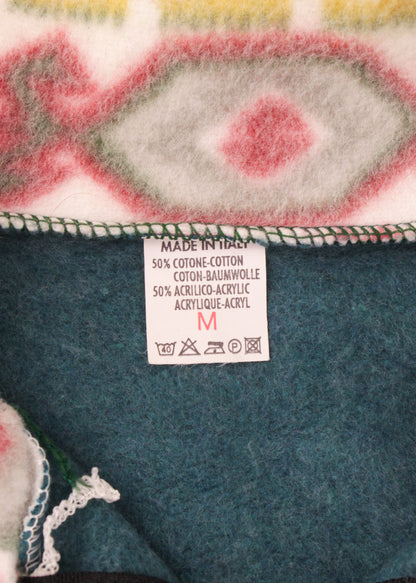 MADE IN ITALY
50% COTONE-COTTON
COTON-BAUMWOLLE
50% ACRILICO-ACRYLIC
ACRYLIQUE-ACRYL
M
40 P